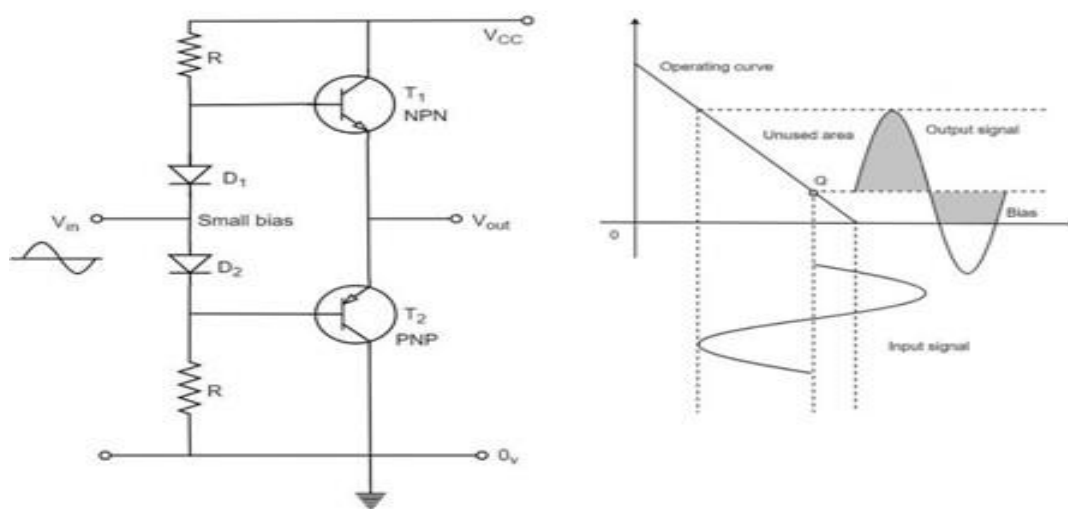 V_CC
R
T_1
NPN
D_1
V_in
Small bias
V_out
D_2
T_2
PNP
R
0_v
Operating curve
Unused area
Output signal
Q
Bias
0
Input signal